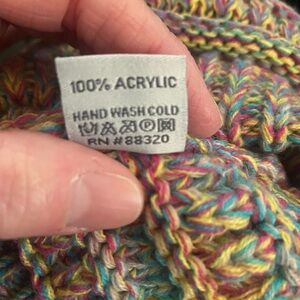 100% ACRYLIC
HAND WASH COLD
RN #88320